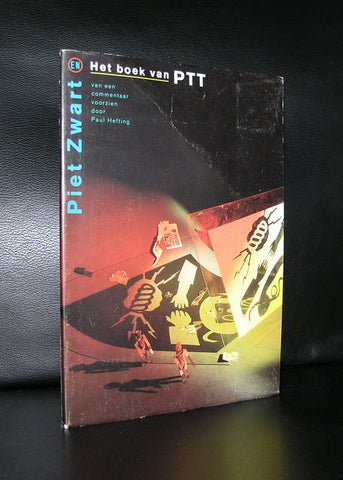 EN
Het boek van PTT
van een
commentaar
voorzien
door
Paul Hefting
Piet Zwart